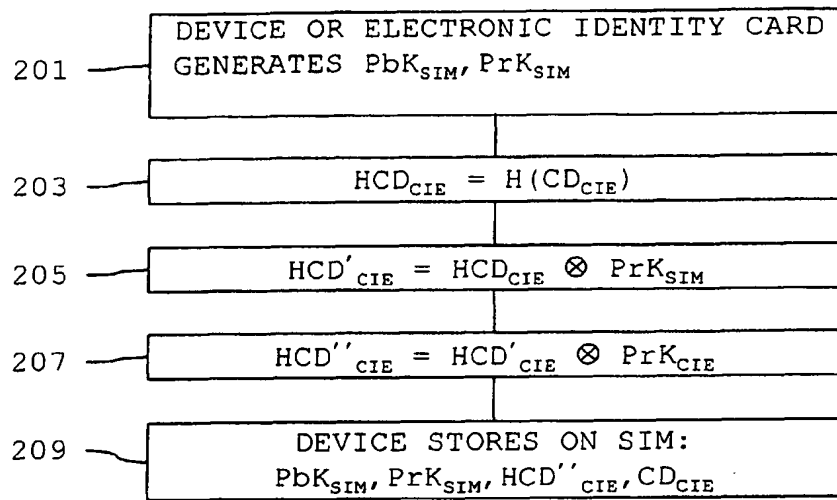 DEVICE OR ELECTRONIC IDENTITY CARD
201 GENERATES PbK_SIM, PrK_SIM
203 HCD_CIE = H(CD_CIE)
205 HCD'_CIE = HCD_CIE ⊗ PrK_SIM
207 HCD''_CIE = HCD'_CIE ⊗ PrK_CIE
209 DEVICE STORES ON SIM:
PbK_SIM, PrK_SIM, HCD''_CIE, CD_CIE